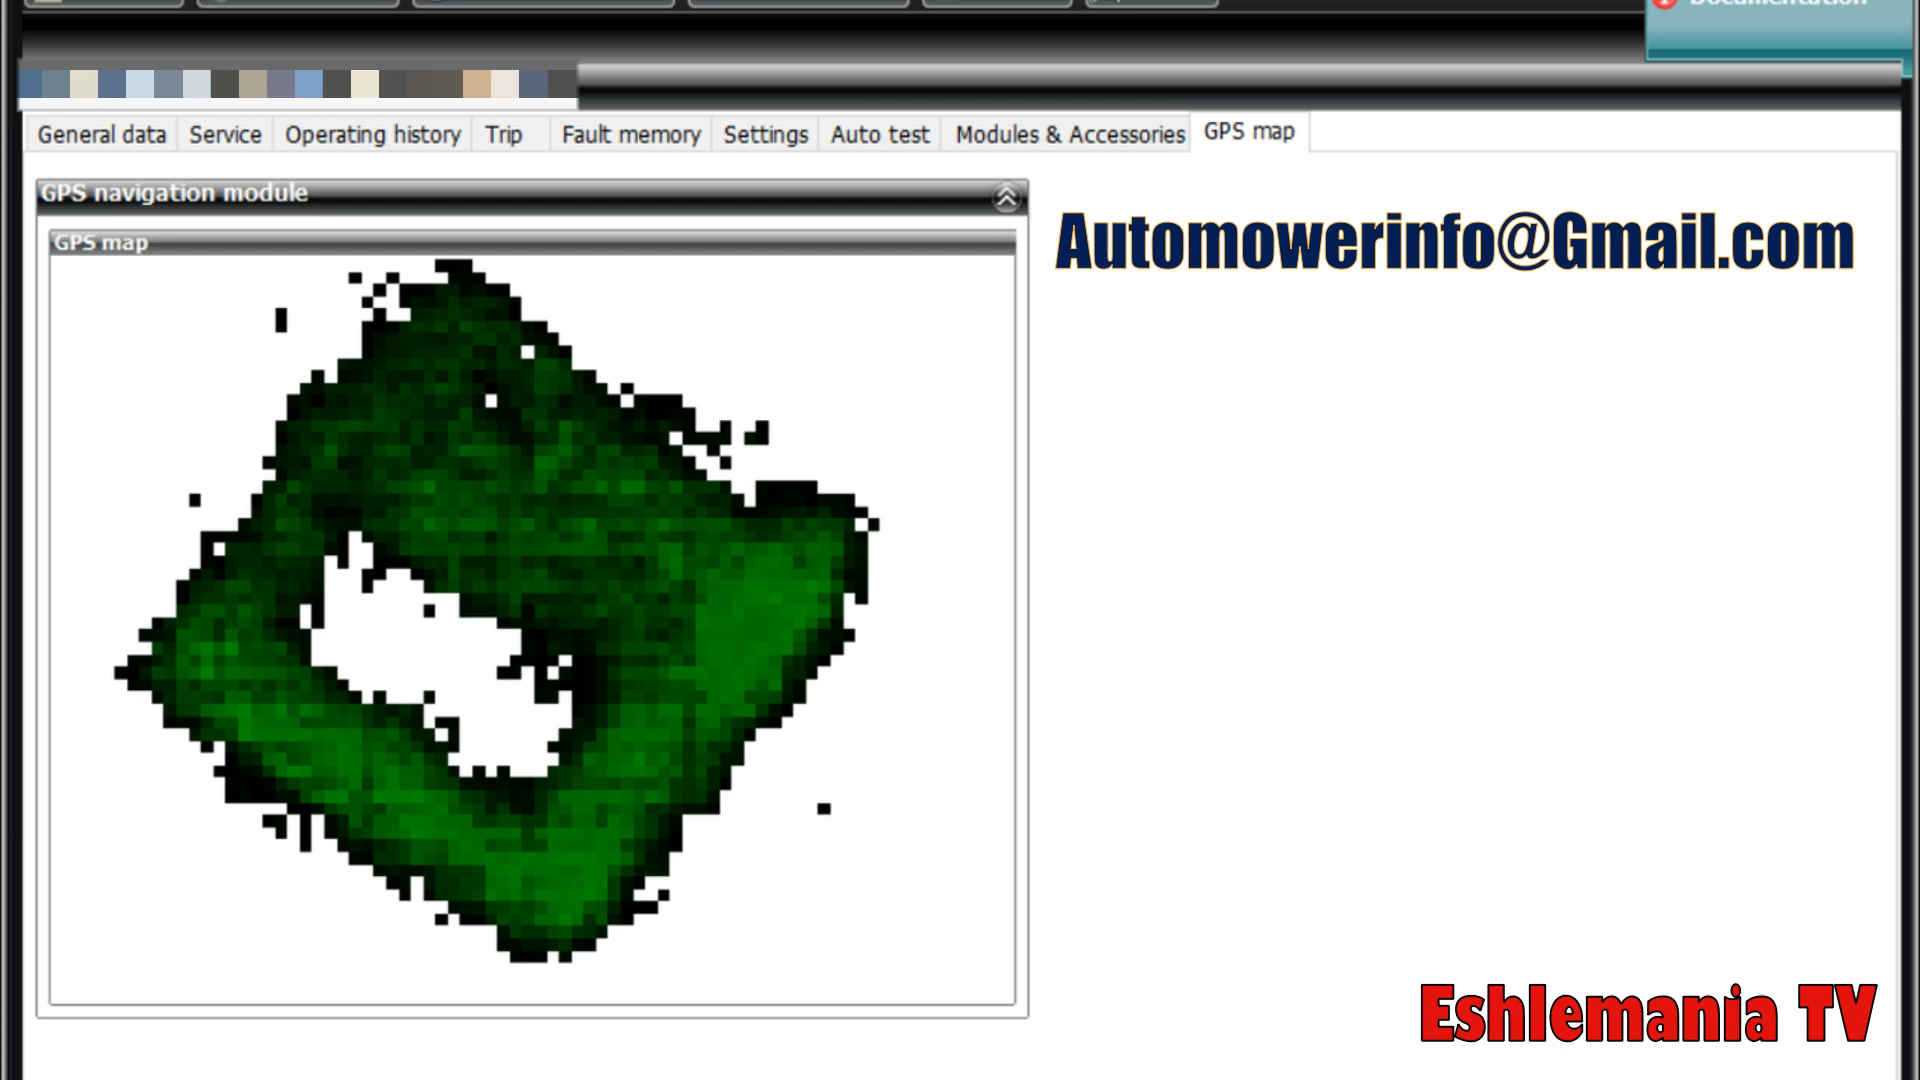 Documentation
General data Service Operating history Trip Fault memory Settings Auto test Modules & Accessories GPS map
GPS navigation module
GPS map
Automowerinfo@Gmail.com
Eshlemania TV